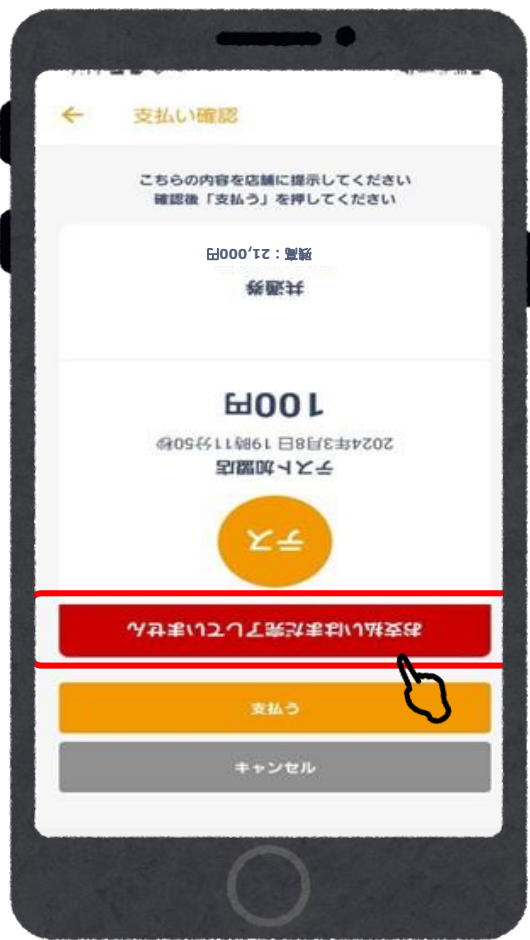 支払い確認
こちらの内容を店舗に提示してください
確認後「支払う」を押してください
お支払いはまだ完了していません
テス
テスト加盟店
2024年3月8日 19時11分50秒
100円
共通券
残高：21,000円
支払う
キャンセル